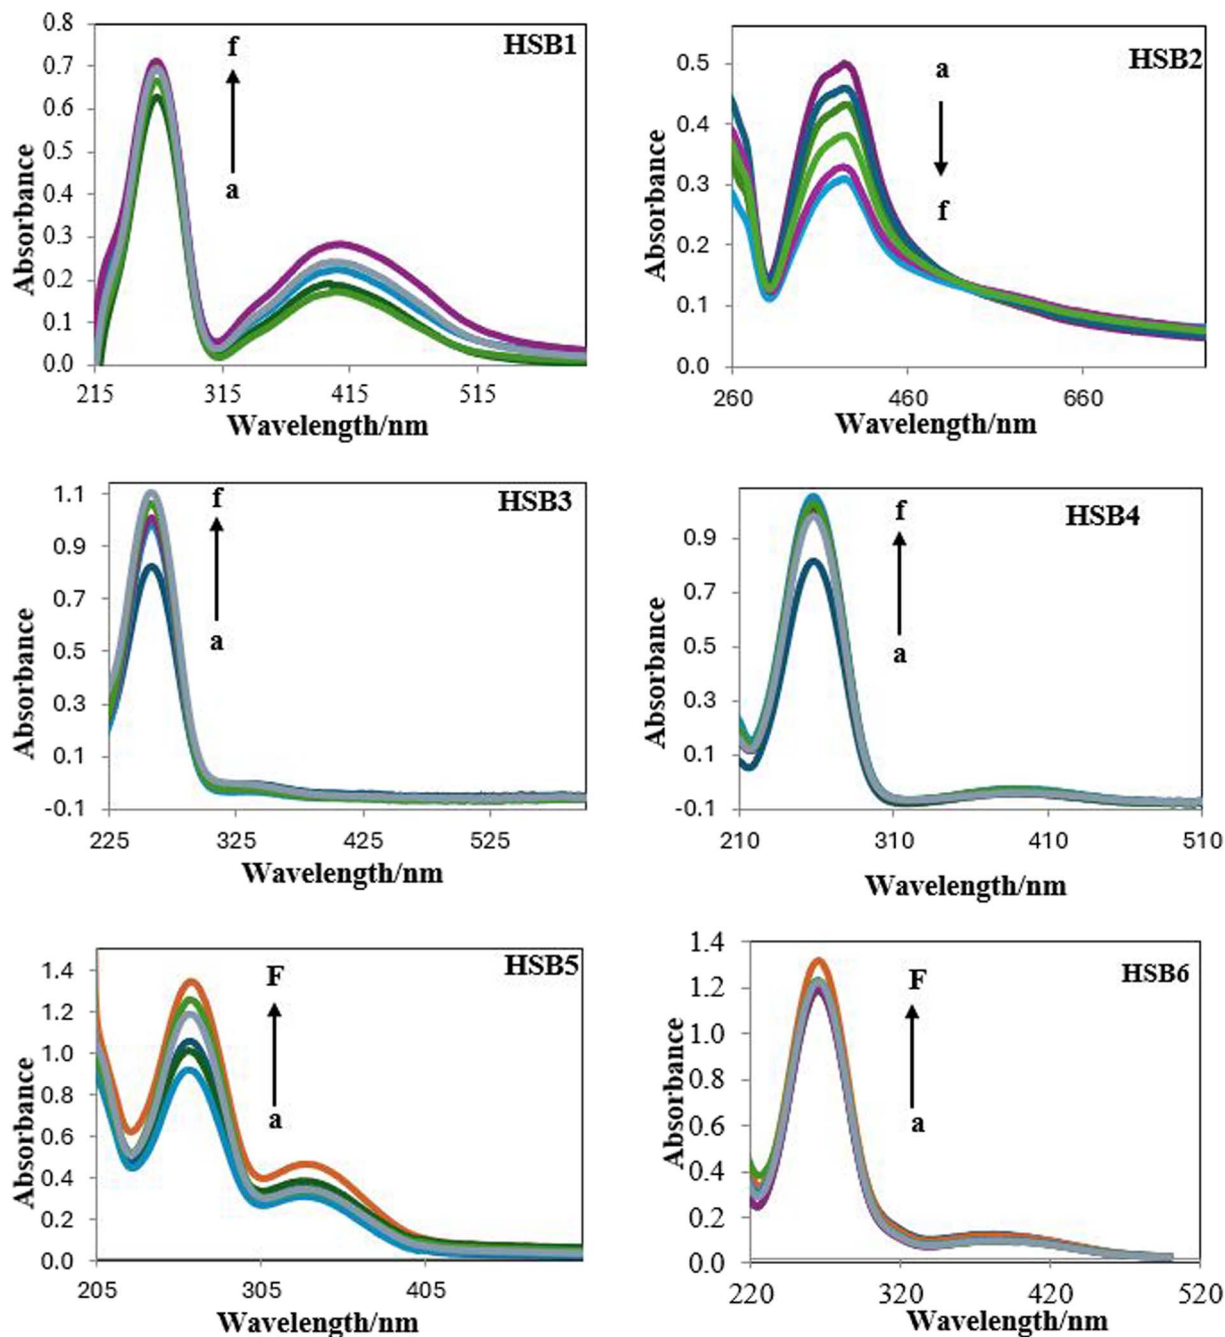 HSB1
f
a
Absorbance
0.8
0.7
0.6
0.5
0.4
0.3
0.2
0.1
0.0
215 315 415 515
Wavelength/nm
HSB2
a
f
Absorbance
0.5
0.4
0.3
0.2
0.1
0.0
260 460 660
Wavelength/nm
HSB3
f
a
Absorbance
1.1
0.9
0.7
0.5
0.3
0.1
-0.1
225 325 425 525
Wavelength/nm
HSB4
f
a
Absorbance
0.9
0.7
0.5
0.3
0.1
-0.1
210 310 410 510
Wavelength/nm
HSB5
F
a
Absorbance
1.4
1.2
1.0
0.8
0.6
0.4
0.2
0.0
205 305 405
Wavelength/nm
HSB6
F
a
Absorbance
1.4
1.2
1.0
0.8
0.6
0.4
0.2
0.0
220 320 420 520
Wavelength/nm